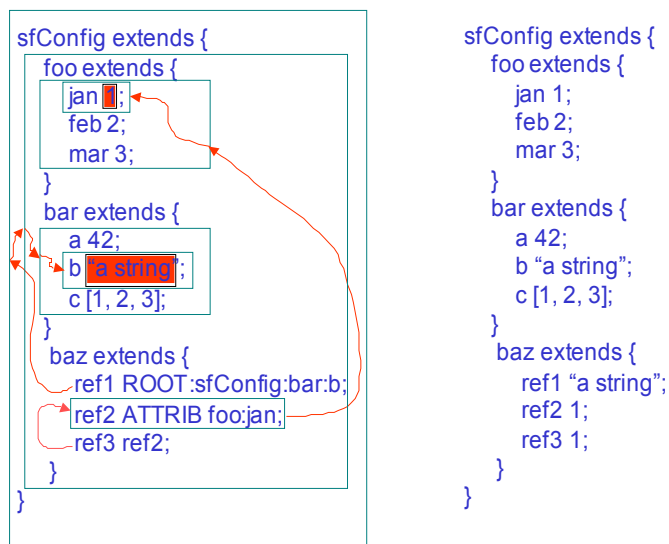 sfConfig extends {
foo extends {
jan 1;
feb 2;
mar 3;
}
bar extends {
a 42;
b “a string”;
c [1, 2, 3];
}
baz extends {
ref1 ROOT:sfConfig:bar:b;
ref2 ATTRIB foo:jan;
ref3 ref2;
}
}
sfConfig extends {
foo extends {
jan 1;
feb 2;
mar 3;
}
bar extends {
a 42;
b “a string”;
c [1, 2, 3];
}
baz extends {
ref1 “a string”;
ref2 1;
ref3 1;
}
}